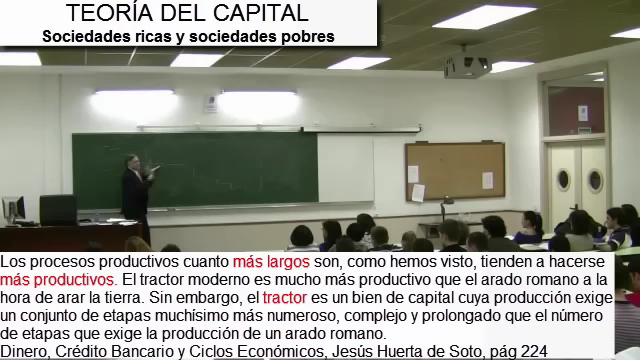 TEORÍA DEL CAPITAL
Sociedades ricas y sociedades pobres
Los procesos productivos cuanto más largos son, como hemos visto, tienden a hacerse
más productivos. El tractor moderno es mucho más productivo que el arado romano a la
hora de arar la tierra. Sin embargo, el tractor es un bien de capital cuya producción exige
un conjunto de etapas muchísimo más numeroso, complejo y prolongado que el número
de etapas que exige la producción de un arado romano.
Dinero, Crédito Bancario y Ciclos Económicos, Jesús Huerta de Soto, pág 224